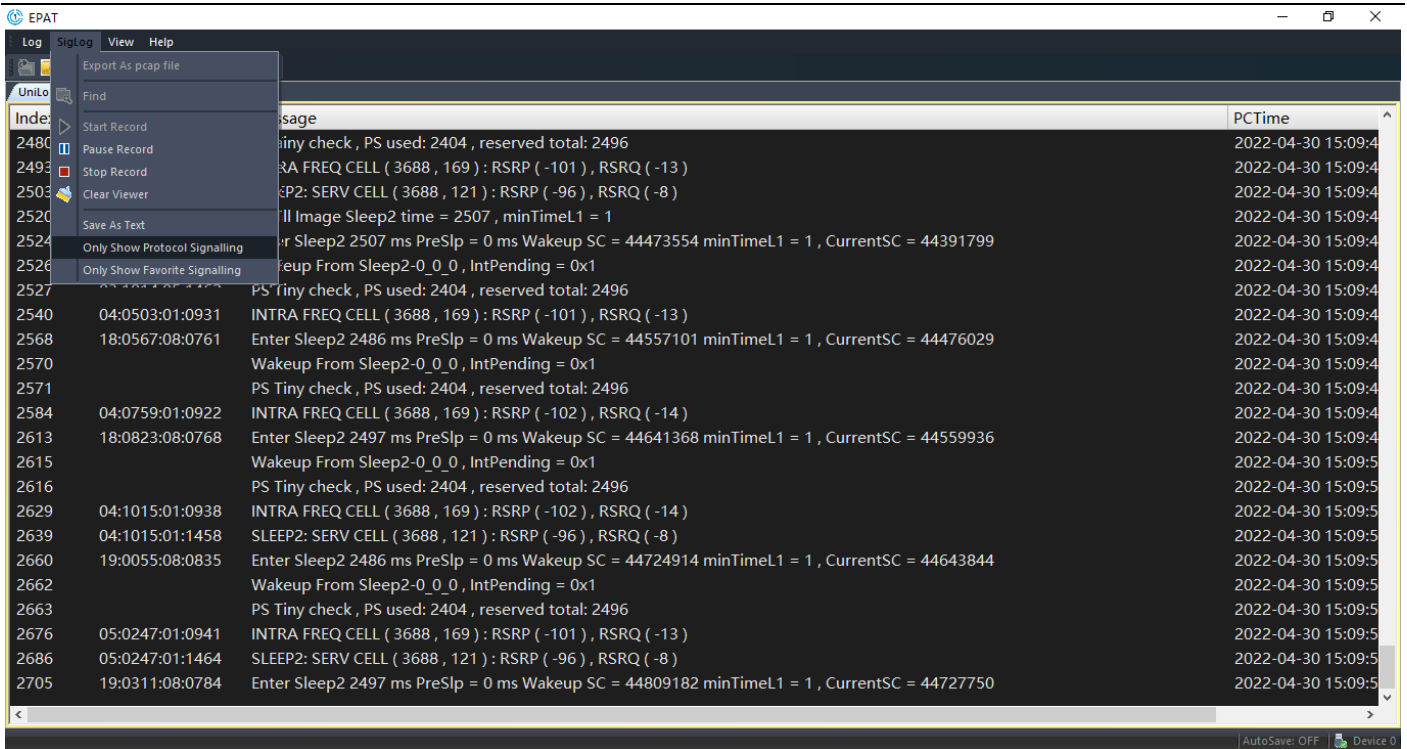 EPAT
Log SigLog View Help
Export As pcap file
Find
Start Record
Pause Record
Stop Record
Clear Viewer
Save As Text
Only Show Protocol Signalling
Only Show Favorite Signalling
UniLo
Index sage PCTime
2480 iny check , PS used: 2404 , reserved total: 2496 2022-04-30 15:09:4
2493 RA FREQ CELL ( 3688 , 169 ) : RSRP ( -101 ) , RSRQ ( -13 ) 2022-04-30 15:09:4
2503 EP2: SERV CELL ( 3688 , 121 ) : RSRP ( -96 ) , RSRQ ( -8 ) 2022-04-30 15:09:4
2520 ll Image Sleep2 time = 2507 , minTimeL1 = 1 2022-04-30 15:09:4
2524 er Sleep2 2507 ms PreSlp = 0 ms Wakeup SC = 44473554 minTimeL1 = 1 , CurrentSC = 44391799 2022-04-30 15:09:4
2526 eup From Sleep2-0_0_0 , IntPending = 0x1 2022-04-30 15:09:4
2527 PS Tiny check , PS used: 2404 , reserved total: 2496 2022-04-30 15:09:4
2540 04:0503:01:0931 INTRA FREQ CELL ( 3688 , 169 ) : RSRP ( -101 ) , RSRQ ( -13 ) 2022-04-30 15:09:4
2568 18:0567:08:0761 Enter Sleep2 2486 ms PreSlp = 0 ms Wakeup SC = 44557101 minTimeL1 = 1 , CurrentSC = 44476029 2022-04-30 15:09:4
2570 Wakeup From Sleep2-0_0_0 , IntPending = 0x1 2022-04-30 15:09:4
2571 PS Tiny check , PS used: 2404 , reserved total: 2496 2022-04-30 15:09:4
2584 04:0759:01:0922 INTRA FREQ CELL ( 3688 , 169 ) : RSRP ( -102 ) , RSRQ ( -14 ) 2022-04-30 15:09:4
2613 18:0823:08:0768 Enter Sleep2 2497 ms PreSlp = 0 ms Wakeup SC = 44641368 minTimeL1 = 1 , CurrentSC = 44559936 2022-04-30 15:09:4
2615 Wakeup From Sleep2-0_0_0 , IntPending = 0x1 2022-04-30 15:09:5
2616 PS Tiny check , PS used: 2404 , reserved total: 2496 2022-04-30 15:09:5
2629 04:1015:01:0938 INTRA FREQ CELL ( 3688 , 169 ) : RSRP ( -102 ) , RSRQ ( -14 ) 2022-04-30 15:09:5
2639 04:1015:01:1458 SLEEP2: SERV CELL ( 3688 , 121 ) : RSRP ( -96 ) , RSRQ ( -8 ) 2022-04-30 15:09:5
2660 19:0055:08:0835 Enter Sleep2 2486 ms PreSlp = 0 ms Wakeup SC = 44724914 minTimeL1 = 1 , CurrentSC = 44643844 2022-04-30 15:09:5
2662 Wakeup From Sleep2-0_0_0 , IntPending = 0x1 2022-04-30 15:09:5
2663 PS Tiny check , PS used: 2404 , reserved total: 2496 2022-04-30 15:09:5
2676 05:0247:01:0941 INTRA FREQ CELL ( 3688 , 169 ) : RSRP ( -101 ) , RSRQ ( -13 ) 2022-04-30 15:09:5
2686 05:0247:01:1464 SLEEP2: SERV CELL ( 3688 , 121 ) : RSRP ( -96 ) , RSRQ ( -8 ) 2022-04-30 15:09:5
2705 19:0311:08:0784 Enter Sleep2 2497 ms PreSlp = 0 ms Wakeup SC = 44809182 minTimeL1 = 1 , CurrentSC = 44727750 2022-04-30 15:09:5
AutoSave: OFF Device 0